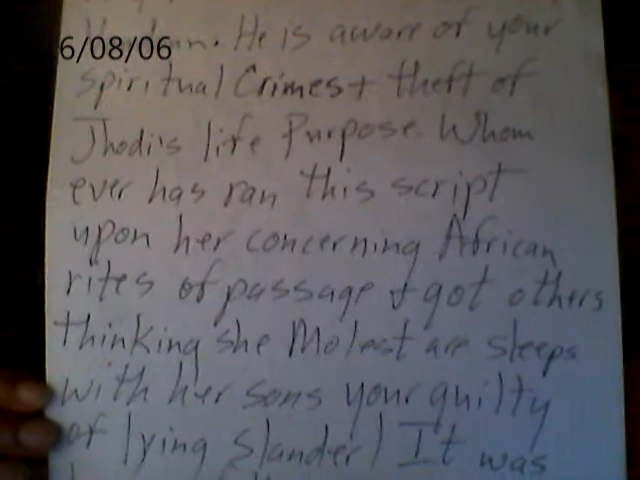 6/08/06
He is aware of your
Spiritual Crimes + theft of
Jhodi's life Purpose. Whom
ever has ran this script
upon her concerning African
rites of passage & got others
thinking she Molest are sleeps
with her sons your guilty
of lying Slander! It was